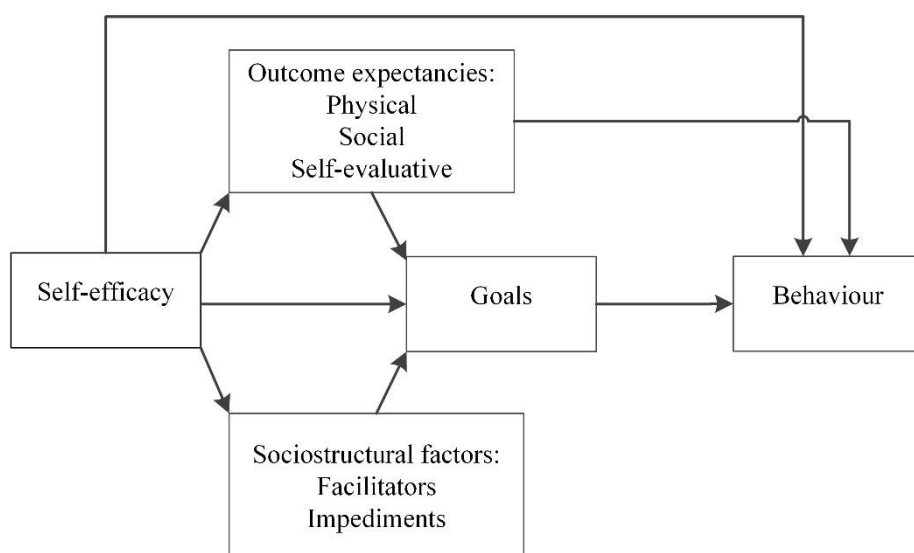 Outcome expectancies:
Physical
Social
Self-evaluative
Self-efficacy
Goals
Behaviour
Sociostructural factors:
Facilitators
Impediments